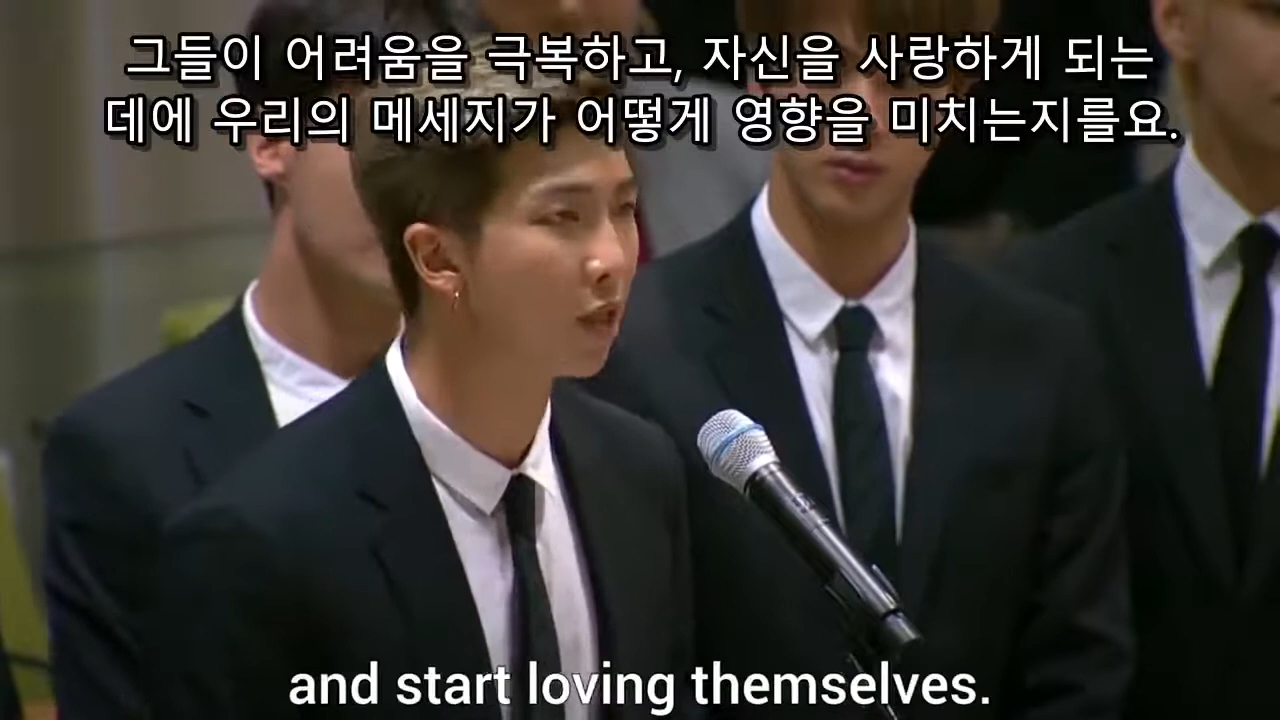 그들이 어려움을 극복하고, 자신을 사랑하게 되는
데에 우리의 메세지가 어떻게 영향을 미치는지를요.
and start loving themselves.